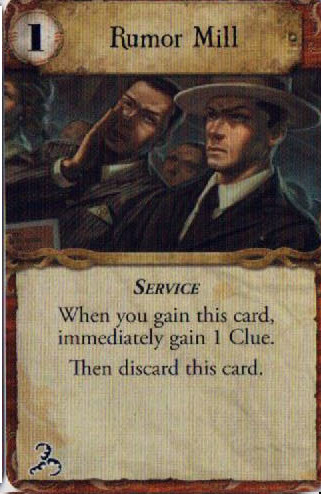 1
Rumor Mill
Service
When you gain this card,
immediately gain 1 Clue.
Then discard this card.